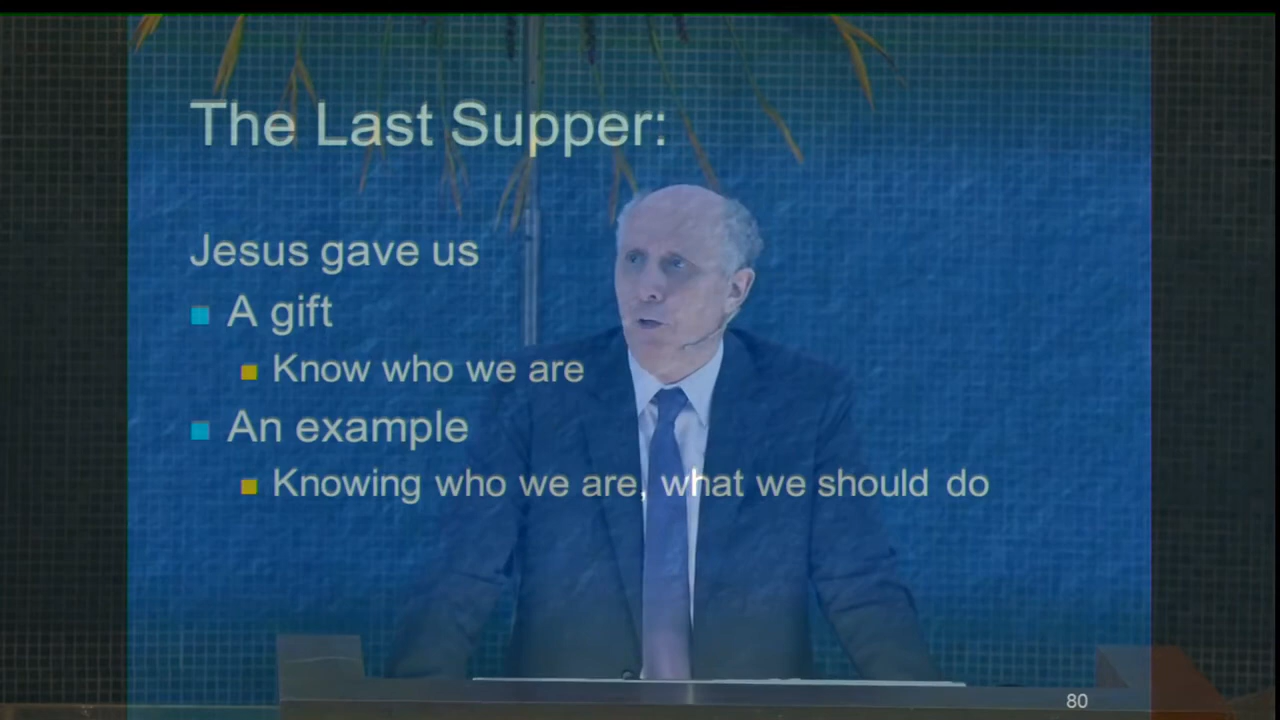 The Last Supper:
Jesus gave us
A gift
Know who we are
An example
Knowing who we are, what we should do
80